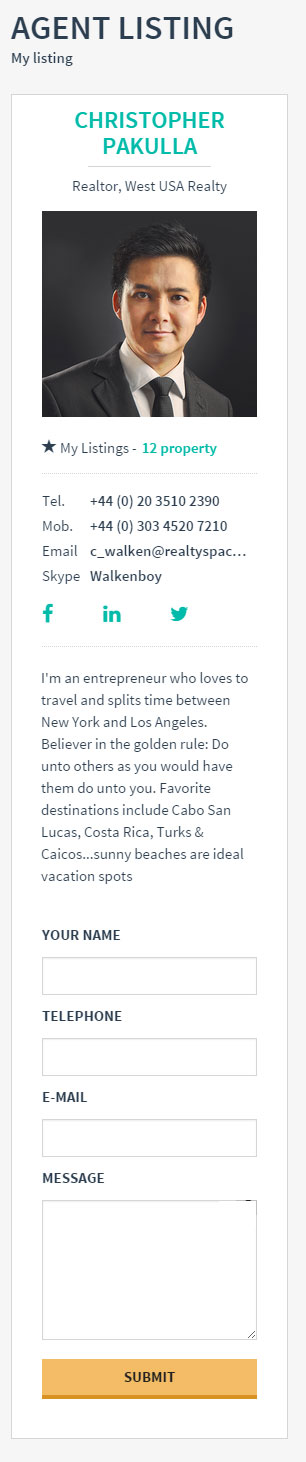 AGENT LISTING
My listing
CHRISTOPHER
PAKULLA
Realtor, West USA Realty
My Listings - 12 property
Tel. +44 (0) 20 3510 2390
Mob. +44 (0) 303 4520 7210
Email c_walken@realtyspac...
Skype Walkenboy
I'm an entrepreneur who loves to
travel and splits time between
New York and Los Angeles.
Believer in the golden rule: Do
unto others as you would have
them do unto you. Favorite
destinations include Cabo San
Lucas, Costa Rica, Turks &
Caicos...sunny beaches are ideal
vacation spots
YOUR NAME
TELEPHONE
E-MAIL
MESSAGE
SUBMIT